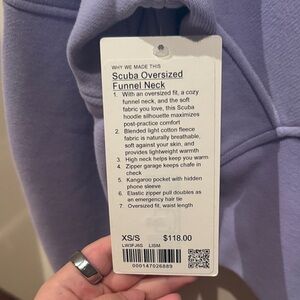 WHY WE MADE THIS
Scuba Oversized
Funnel Neck
1. With an oversized fit, a cozy
funnel neck, and the soft
fabric you love, this Scuba
hoodie silhouette maximizes
post-practice comfort
2. Blended light cotton fleece
fabric is naturally breathable,
soft against your skin, and
provides lightweight warmth
3. High neck helps keep you warm
4. Zipper garage keeps chafe in
check
5. Kangaroo pocket with hidden
phone sleeve
6. Elastic zipper pull doubles as
an emergency hair tie
7. Oversized fit, waist length
XS/S $118.00
LW3FJ6S LISM
000147026889